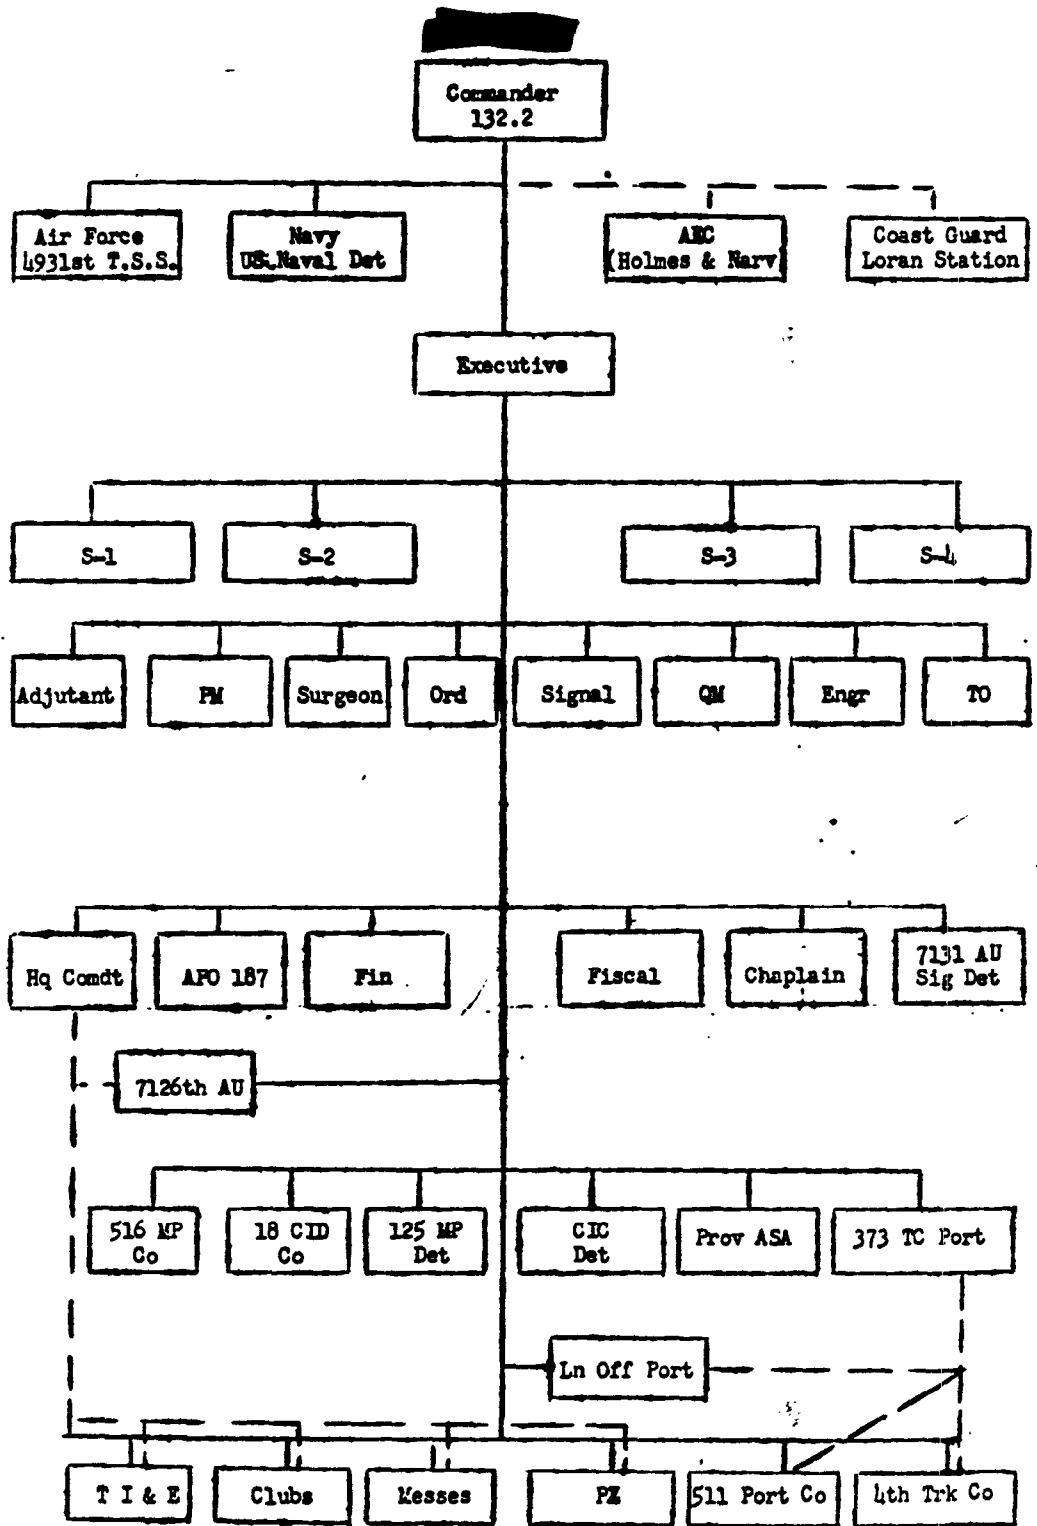 Commander
132.2
Air Force
4931st T.S.S.
Navy
US.Naval Det
AEC
(Holmes & Narv)
Coast Guard
Loran Station
Executive
S-1
S-2
S-3
S-4
Adjutant
PM
Surgeon
Ord
Signal
QM
Engr
TO
Hq Comdt
APO 187
Fin
Fiscal
Chaplain
7131 AU
Sig Det
7126th AU
516 MP
Co
18 CID
Co
125 MP
Det
CIC
Det
Prov ASA
373 TC Port
Ln Off Port
T I & E
Clubs
Messes
PX
511 Port Co
4th Trk Co